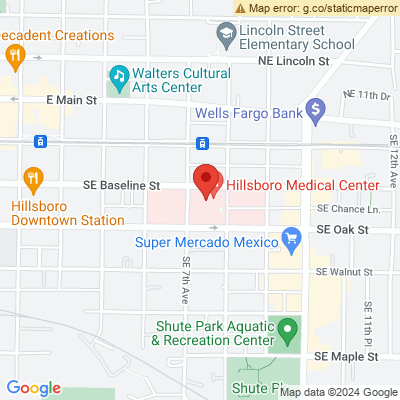 Map error: g.co/staticmaperror
Decadent Creations
Lincoln Street
Elementary School
NE Lincoln St
Walters Cultural
Arts Center
E Main St
NE 11th Dr
Wells Fargo Bank
SE 12th Ave
SE Baseline St
Hillsboro Medical Center
Hillsboro
Downtown Station
SE Chance Ln.
SE Oak St
Super Mercado Mexico
SE 7th Ave
SE Walnut St
SE 11th Pl.
Shute Park Aquatic
& Recreation Center
SE Maple St
Shute P
Google
Map data ©2024 Google